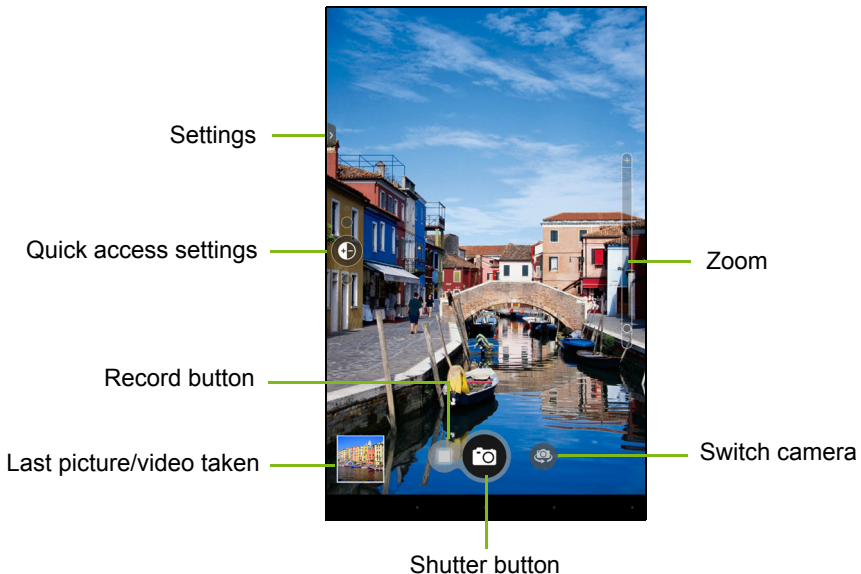 Settings
Quick access settings
Zoom
Record button
Last picture/video taken
Switch camera
Shutter button